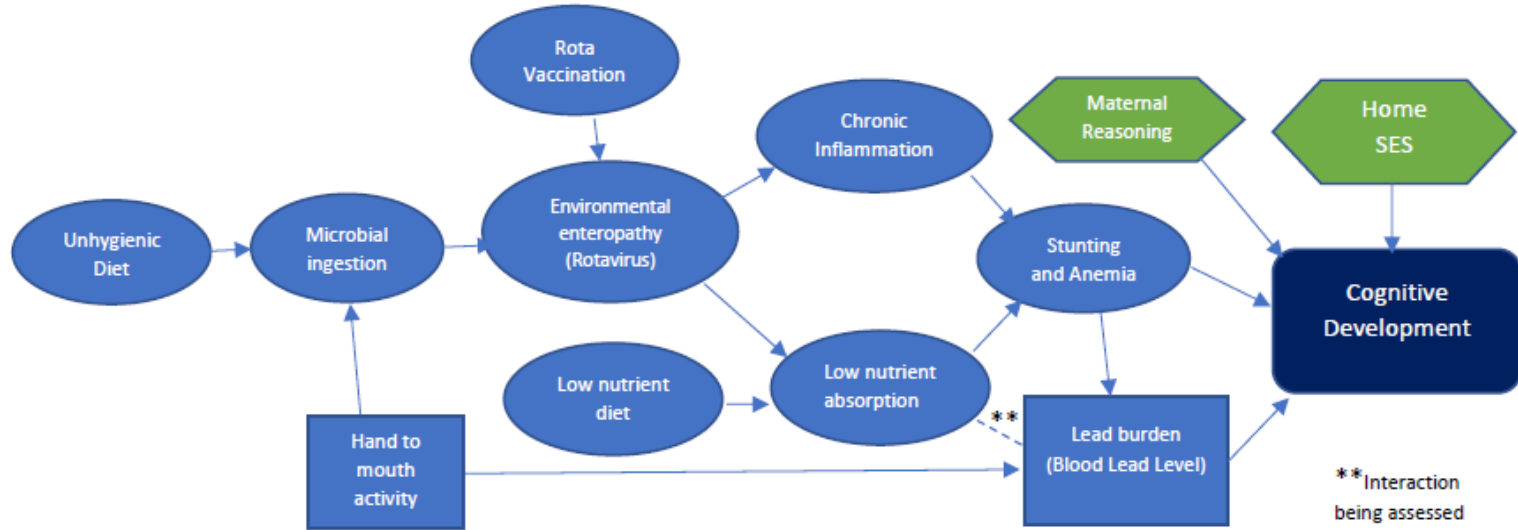 Rota
Vaccination
Chronic
Inflammation
Maternal
Reasoning
Home
SES
Unhygienic
Diet
Microbial
ingestion
Environmental
enteropathy
(Rotavirus)
Stunting
and Anemia
Cognitive
Development
Low nutrient
diet
Low nutrient
absorption
**
Hand to
mouth
activity
Lead burden
(Blood Lead Level)
**Interaction
being assessed